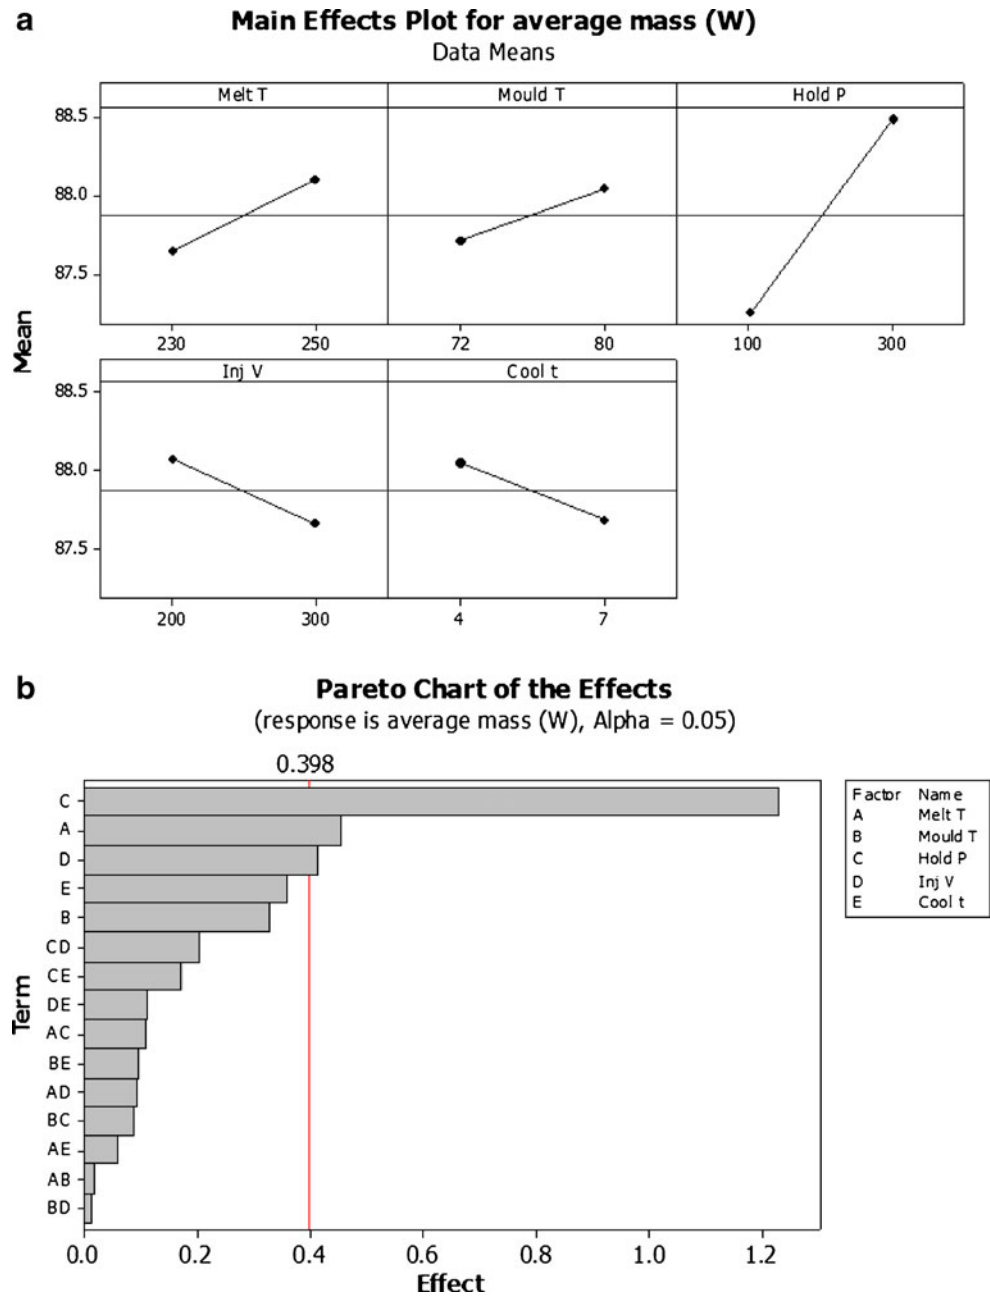 a
Main Effects Plot for average mass (W)
Data Means
Melt T Mould T Hold P
88.5
88.0
87.5
230 250 72 80 100 300
Inj V Cool t
88.5
88.0
87.5
200 300 4 7
Mean
b
Pareto Chart of the Effects
(response is average mass (W), Alpha = 0.05)
0.398
C
A
D
E
B
CD
CE
DE
AC
BE
AD
BC
AE
AB
BD
Term
0.0 0.2 0.4 0.6 0.8 1.0 1.2
Effect
Factor Name
A Melt T
B Mould T
C Hold P
D Inj V
E Cool t